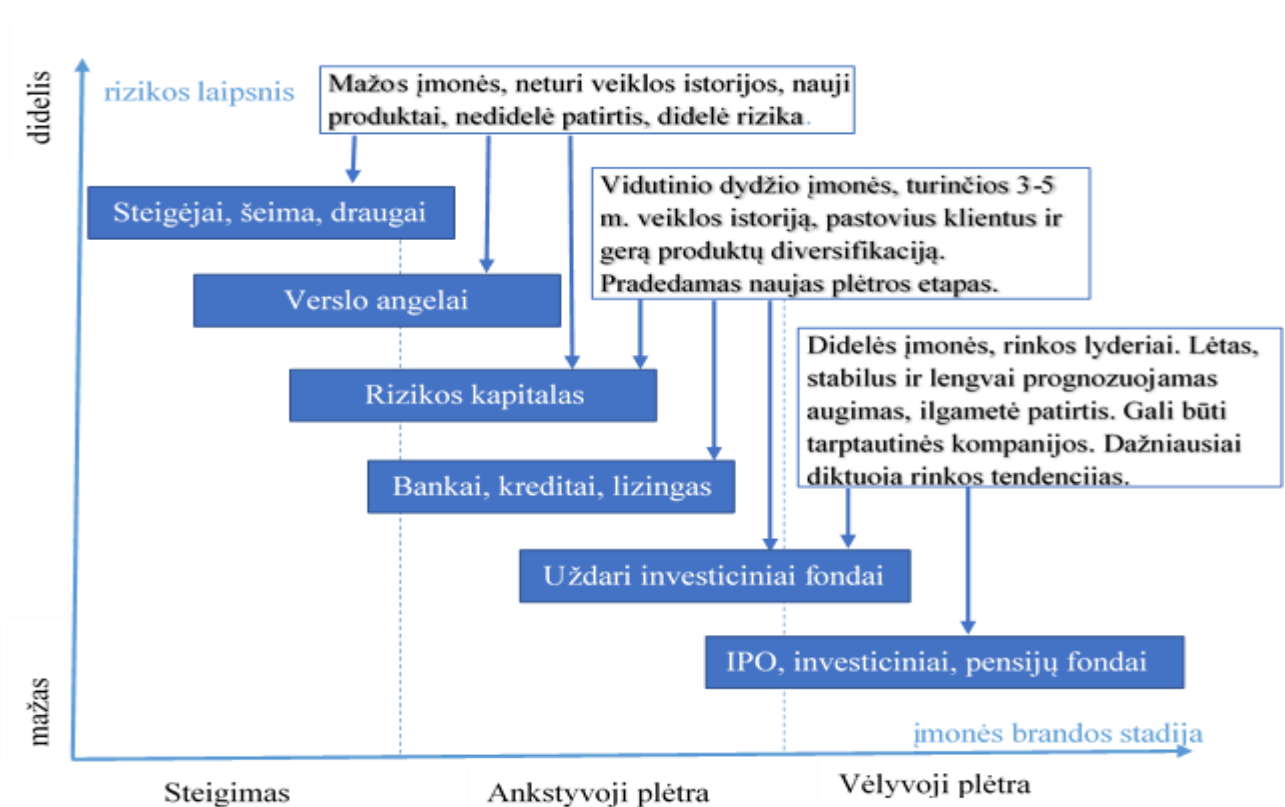 didelis
rizikos laipsnis
Mažos įmonės, neturi veiklos istorijos, nauji
produktai, nedidelė patirtis, didelė rizika.
Steigėjai, šeima, draugai
Vidutinio dydžio įmonės, turinčios 3-5
m. veiklos istoriją, pastovius klientus ir
gerą produktų diversifikaciją.
Pradedamas naujas plėtros etapas.
Verslo angelai
Didelės įmonės, rinkos lyderiai. Lėtas,
stabilus ir lengvai prognozuojamas
augimas, ilgametė patirtis. Gali būti
tarptautinės kompanijos. Dažniausiai
diktuoja rinkos tendencijas.
Rizikos kapitalas
Bankai, kreditai, lizingas
Uždari investiciniai fondai
IPO, investiciniai, pensijų fondai
mažas
įmonės brandos stadija
Steigimas
Ankstyvoji plėtra
Vėlyvoji plėtra